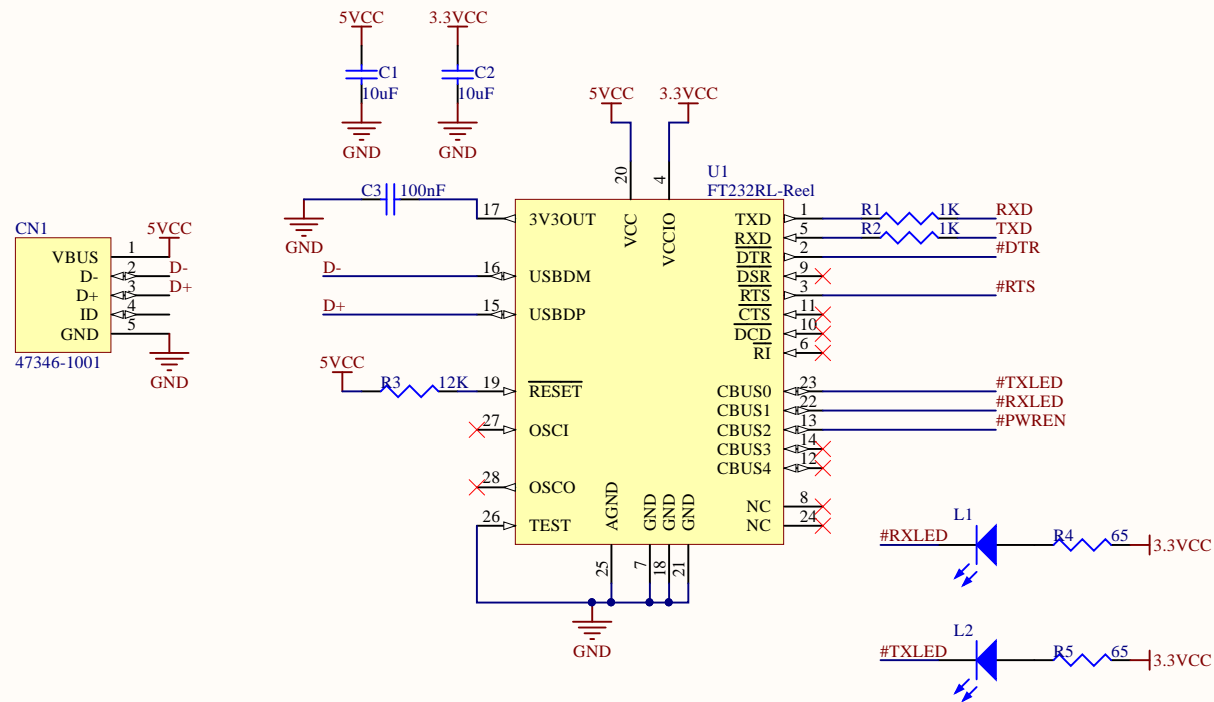 5VCC
3.3VCC
C1
10uF
C2
10uF
GND
GND
5VCC
3.3VCC
20
4
U1
FT232RL-Reel
C3
100nF
GND
17
3V3OUT
VCC
VCCIO
TXD
1
R1
1K
RXD
RXD
5
R2
1K
TXD
DTR
2
#DTR
CN1
VBUS
1
5VCC
D-
2
D-
D+
3
D+
ID
4
GND
5
47346-1001
GND
D-
16
USBDM
DSR
9
RTS
3
#RTS
D+
15
USBDP
CTS
11
DCD
10
RI
6
5VCC
R3
12K
19
RESET
CBUS0
23
#TXLED
CBUS1
22
#RXLED
27
OSCI
CBUS2
13
#PWREN
CBUS3
14
CBUS4
12
28
OSCO
NC
8
26
TEST
NC
24
AGND
GND
GND
GND
25
7
18
21
GND
L1
#RXLED
R4
65
3.3VCC
L2
#TXLED
R5
65
3.3VCC